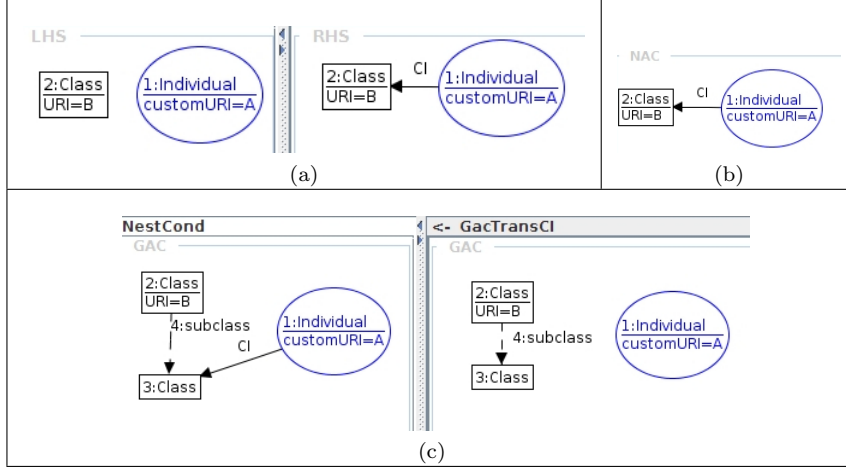 LHS
2:Class
URI=B
1:Individual
customURI=A
RHS
2:Class
URI=B
CI
1:Individual
customURI=A
(a)
NAC
2:Class
URI=B
CI
1:Individual
customURI=A
(b)
NestCond
GAC
2:Class
URI=B
4:subclass
CI
1:Individual
customURI=A
3:Class
<- GacTransCI
GAC
2:Class
URI=B
4:subclass
1:Individual
customURI=A
3:Class
(c)